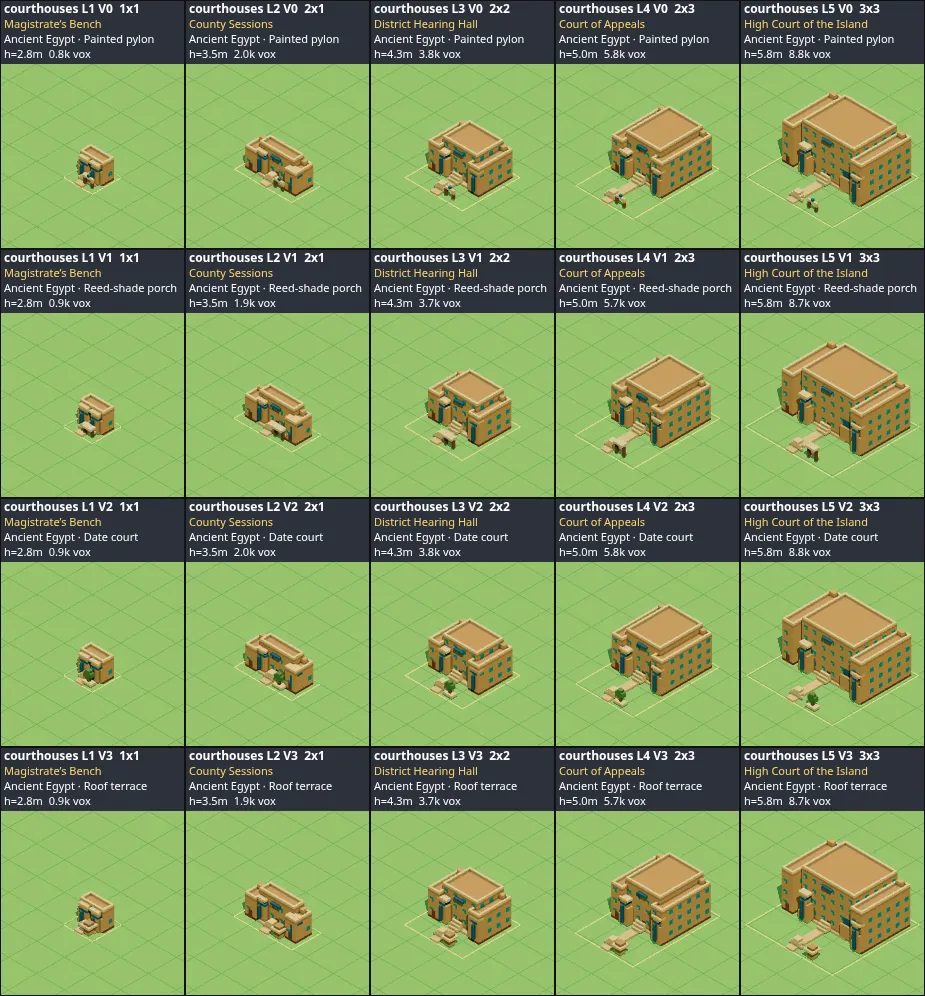 courthouses L1 V0 1x1
Magistrate's Bench
Ancient Egypt · Painted pylon
h=2.8m 0.8k vox
courthouses L2 V0 2x1
County Sessions
Ancient Egypt · Painted pylon
h=3.5m 2.0k vox
courthouses L3 V0 2x2
District Hearing Hall
Ancient Egypt · Painted pylon
h=4.3m 3.8k vox
courthouses L4 V0 2x3
Court of Appeals
Ancient Egypt · Painted pylon
h=5.0m 5.8k vox
courthouses L5 V0 3x3
High Court of the Island
Ancient Egypt · Painted pylon
h=5.8m 8.8k vox
courthouses L1 V1 1x1
Magistrate's Bench
Ancient Egypt · Reed-shade porch
h=2.8m 0.9k vox
courthouses L2 V1 2x1
County Sessions
Ancient Egypt · Reed-shade porch
h=3.5m 1.9k vox
courthouses L3 V1 2x2
District Hearing Hall
Ancient Egypt · Reed-shade porch
h=4.3m 3.7k vox
courthouses L4 V1 2x3
Court of Appeals
Ancient Egypt · Reed-shade porch
h=5.0m 5.7k vox
courthouses L5 V1 3x3
High Court of the Island
Ancient Egypt · Reed-shade porch
h=5.8m 8.7k vox
courthouses L1 V2 1x1
Magistrate's Bench
Ancient Egypt · Date court
h=2.8m 0.9k vox
courthouses L2 V2 2x1
County Sessions
Ancient Egypt · Date court
h=3.5m 2.0k vox
courthouses L3 V2 2x2
District Hearing Hall
Ancient Egypt · Date court
h=4.3m 3.8k vox
courthouses L4 V2 2x3
Court of Appeals
Ancient Egypt · Date court
h=5.0m 5.8k vox
courthouses L5 V2 3x3
High Court of the Island
Ancient Egypt · Date court
h=5.8m 8.8k vox
courthouses L1 V3 1x1
Magistrate's Bench
Ancient Egypt · Roof terrace
h=2.8m 0.9k vox
courthouses L2 V3 2x1
County Sessions
Ancient Egypt · Roof terrace
h=3.5m 1.9k vox
courthouses L3 V3 2x2
District Hearing Hall
Ancient Egypt · Roof terrace
h=4.3m 3.7k vox
courthouses L4 V3 2x3
Court of Appeals
Ancient Egypt · Roof terrace
h=5.0m 5.7k vox
courthouses L5 V3 3x3
High Court of the Island
Ancient Egypt · Roof terrace
h=5.8m 8.7k vox